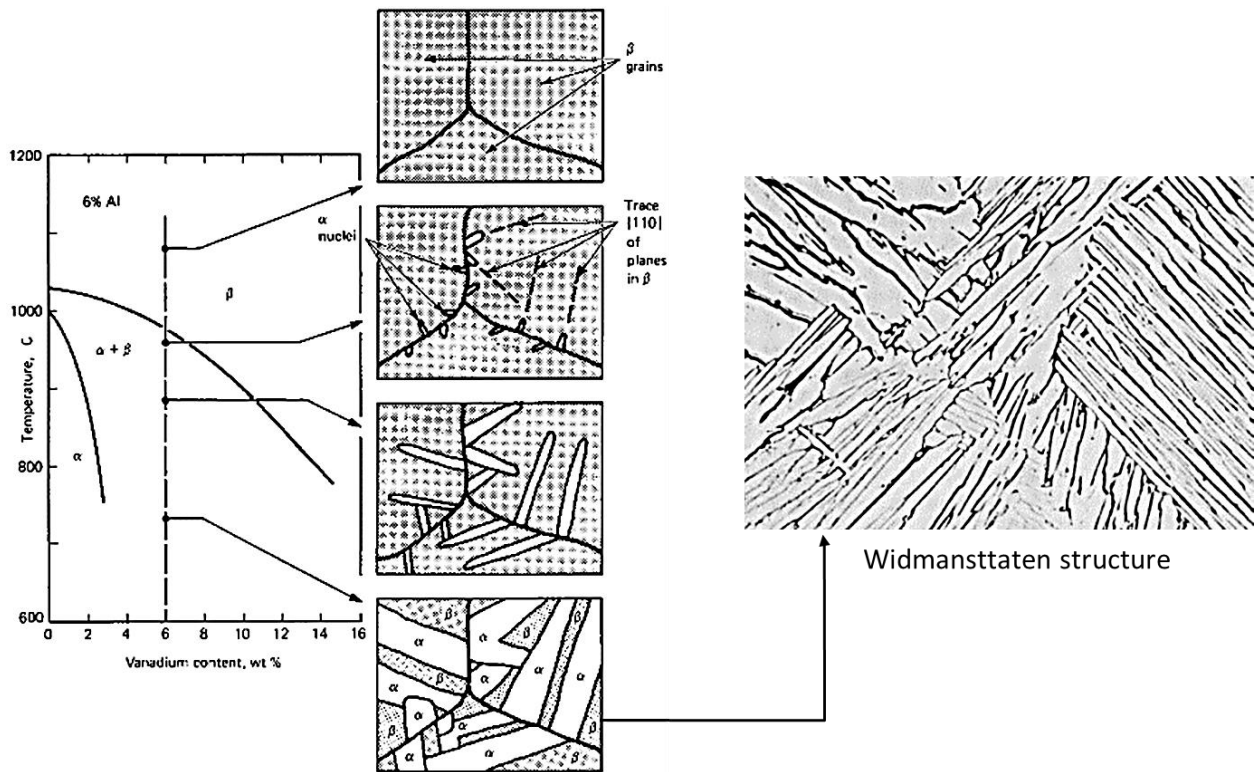 β
grains
1200
6% Al
α
nuclei
Trace
|110|
of
planes
in β
β
1000
α + β
Temperature, C
α
800
600
0 2 4 6 8 10 12 14 16
Vanadium content, wt %
β
α
α
β
β
α
α
α
β
α
α
β
α
α
α
β
β
Widmansttaten structure